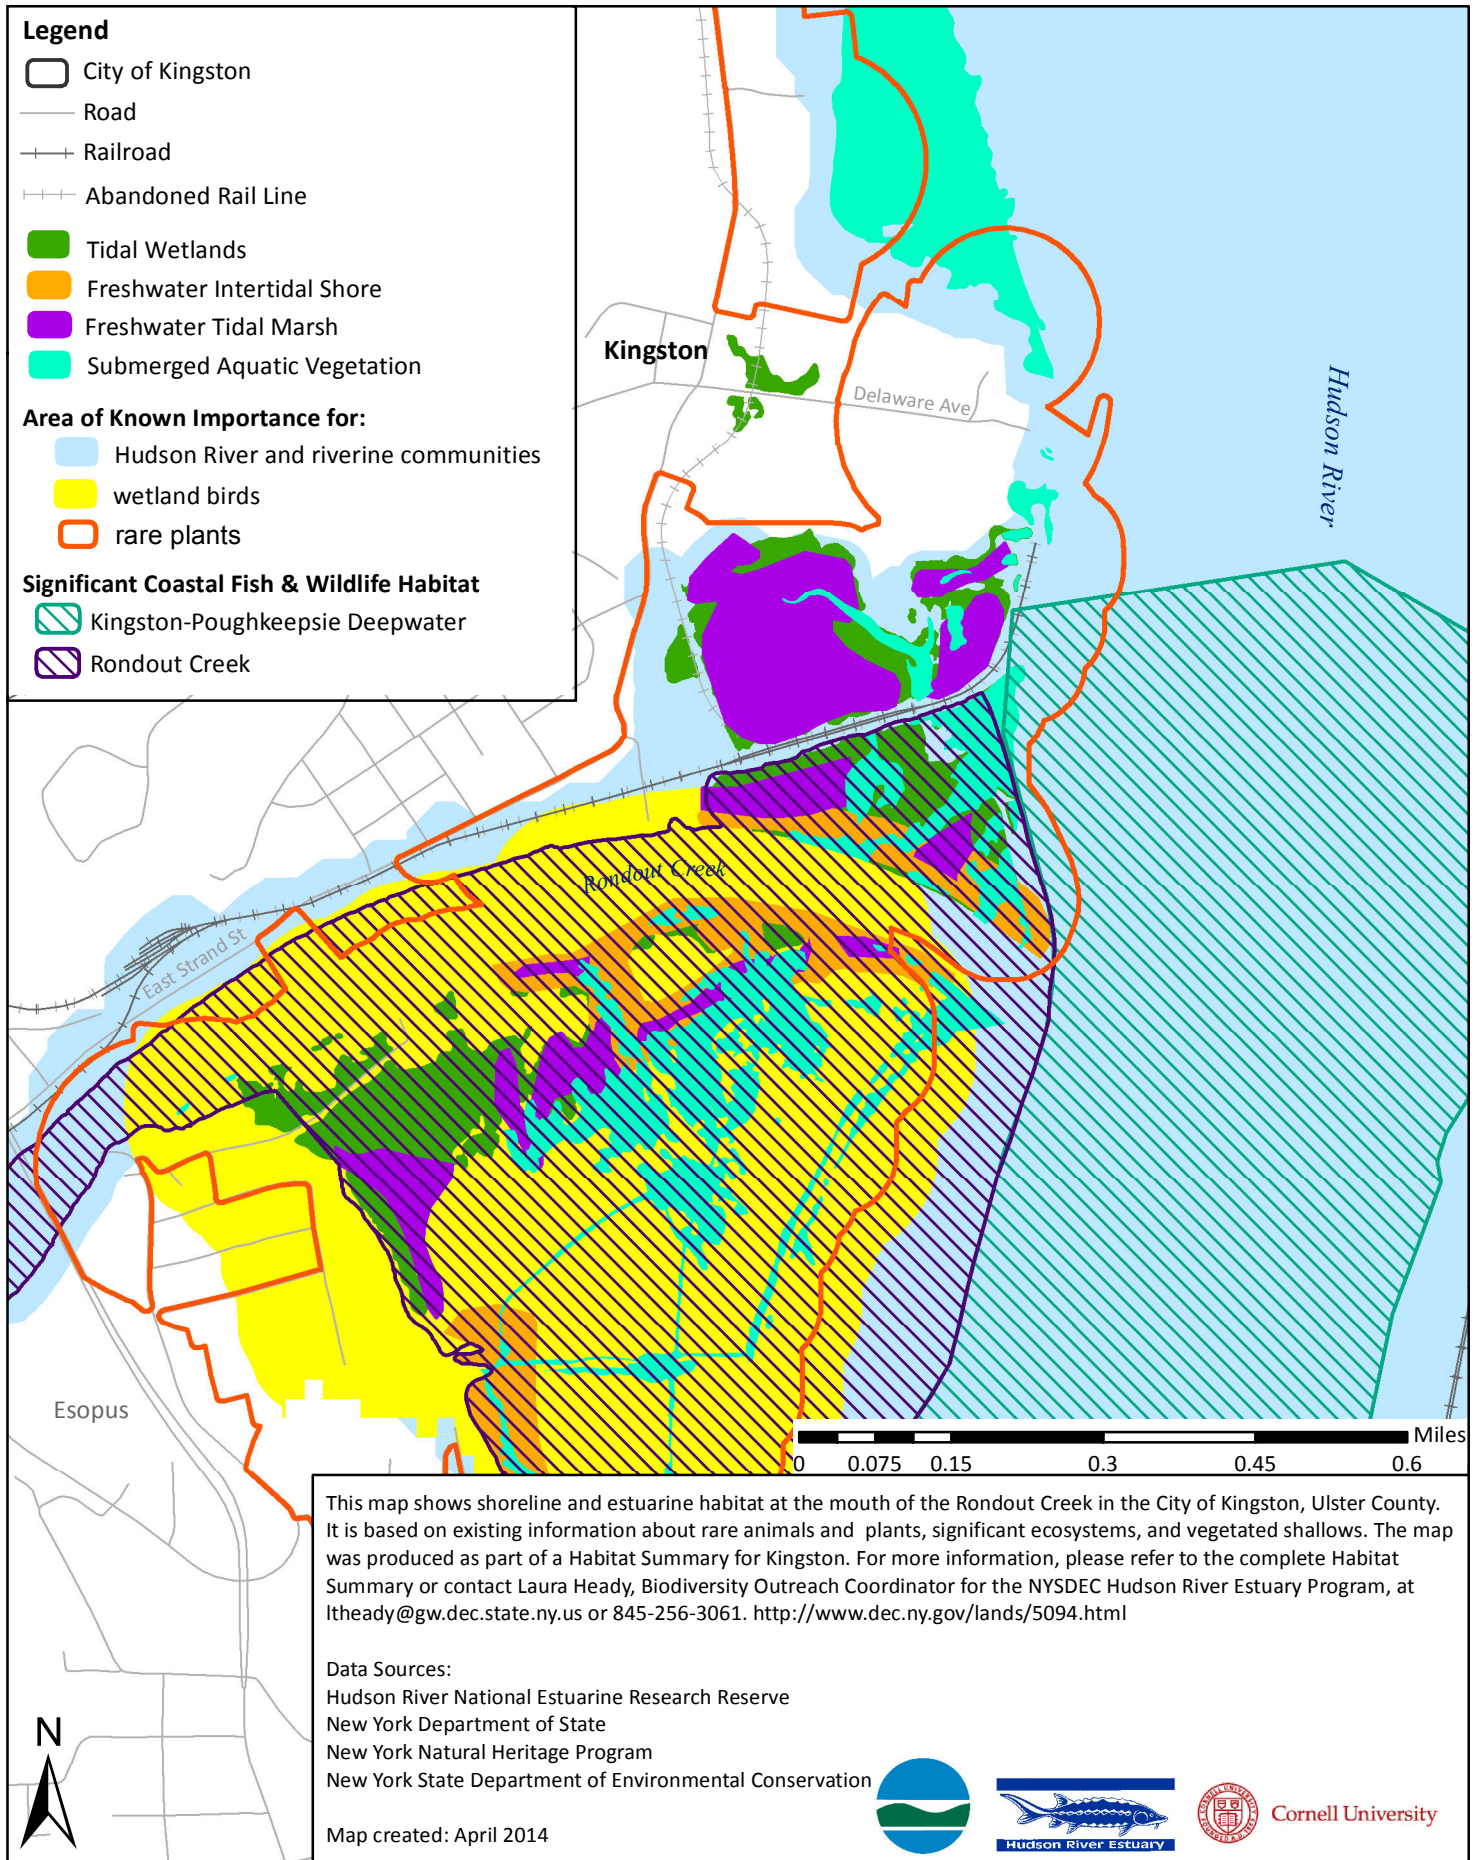 Legend
City of Kingston
Road
Railroad
Abandoned Rail Line
Tidal Wetlands
Freshwater Intertidal Shore
Freshwater Tidal Marsh
Submerged Aquatic Vegetation
Area of Known Importance for:
Hudson River and riverine communities
wetland birds
rare plants
Significant Coastal Fish & Wildlife Habitat
Kingston-Poughkeepsie Deepwater
Rondout Creek
Kingston
Delaware Ave
Hudson River
Rondout Creek
East Strand St
Esopus
Miles
0 0.075 0.15 0.3 0.45 0.6
This map shows shoreline and estuarine habitat at the mouth of the Rondout Creek in the City of Kingston, Ulster County.
It is based on existing information about rare animals and plants, significant ecosystems, and vegetated shallows. The map
was produced as part of a Habitat Summary for Kingston. For more information, please refer to the complete Habitat
Summary or contact Laura Heady, Biodiversity Outreach Coordinator for the NYSDEC Hudson River Estuary Program, at
ltheady@gw.dec.state.ny.us or 845-256-3061. http://www.dec.ny.gov/lands/5094.html
Data Sources:
Hudson River National Estuarine Research Reserve
New York Department of State
New York Natural Heritage Program
New York State Department of Environmental Conservation
Map created: April 2014
N
Hudson River Estuary
CORNELL UNIVERSITY
FOUNDED A.D. 1865
Cornell University